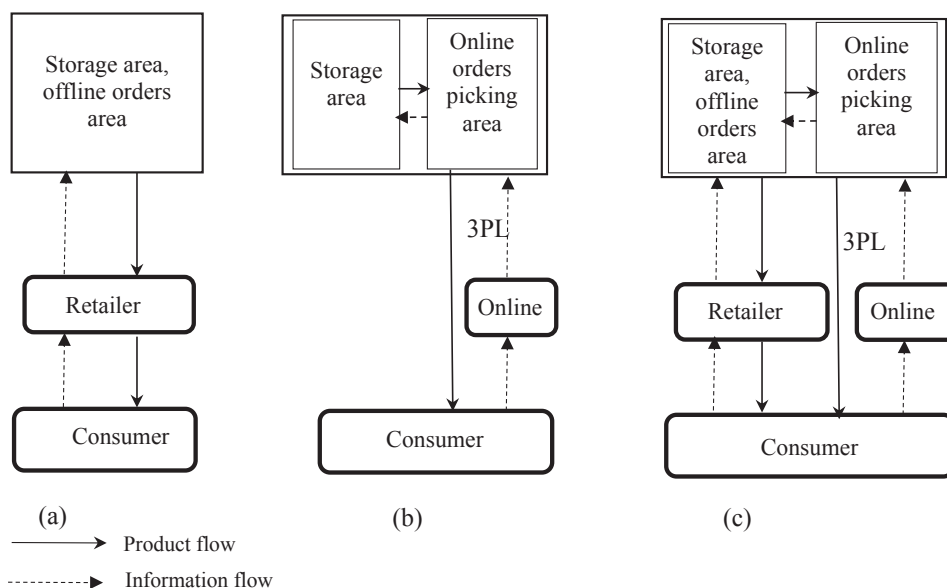 Storage area,
offline orders
area
Retailer
Consumer
(a)
Storage
area
Online
orders
picking
area
3PL
Online
Consumer
(b)
Storage
area,
offline
orders
area
Online
orders
picking
area
3PL
Retailer
Online
Consumer
(c)
Product flow
Information flow